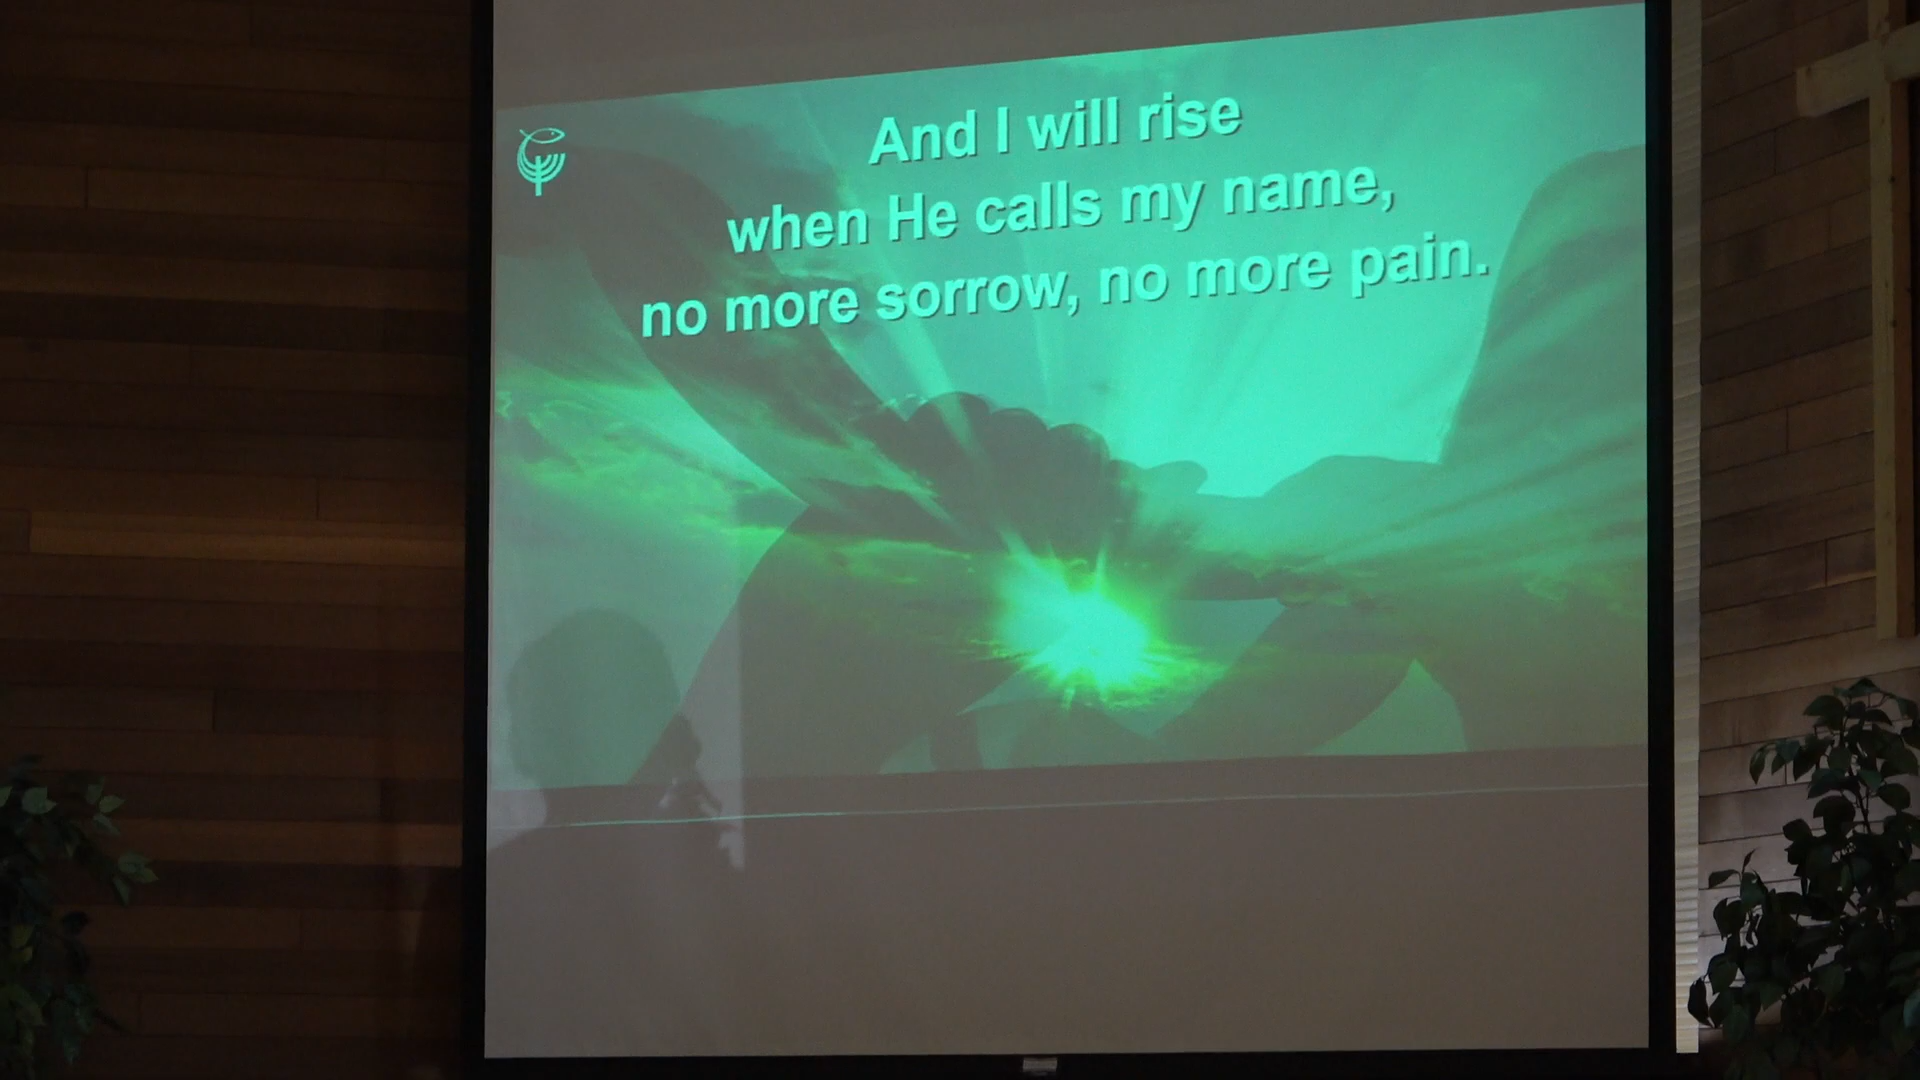 And I will rise
when He calls my name,
no more sorrow, no more pain.